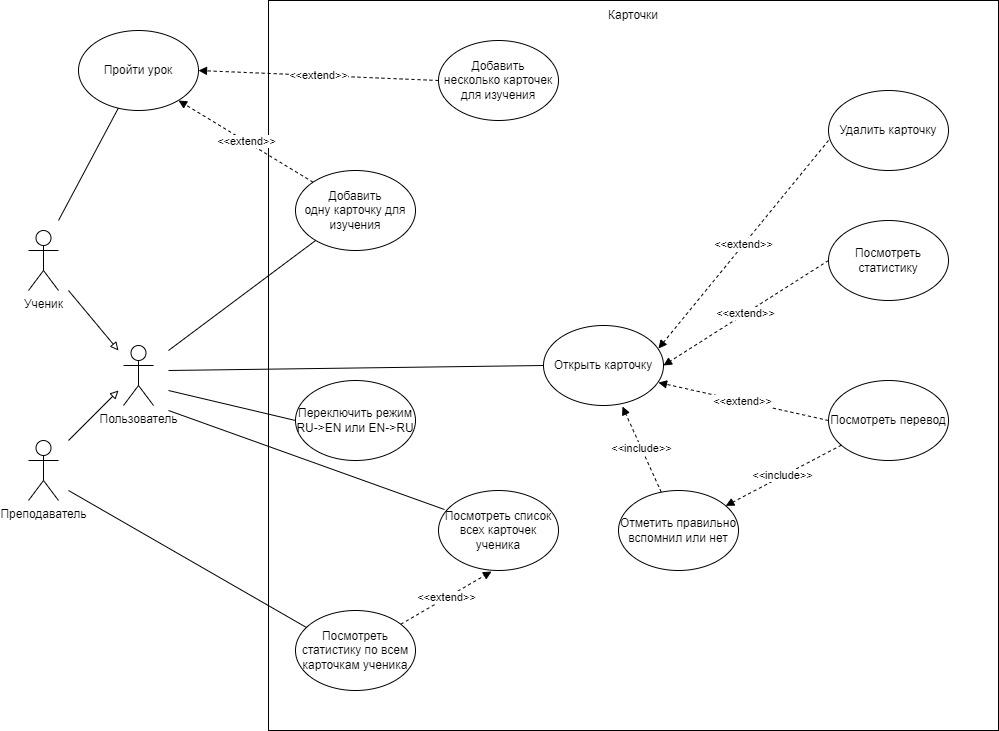 Карточки
Пройти урок
<<extend>>
Добавить
несколько карточек
для изучения
Удалить карточку
<<extend>>
Добавить
одну карточку для
изучения
<<extend>>
Посмотреть
статистику
Ученик
<<extend>>
Открыть карточку
Пользователь
Переключить режим
RU->EN или EN->RU
<<extend>>
Посмотреть перевод
<<include>>
<<include>>
Преподаватель
Посмотреть список
всех карточек
ученика
Отметить правильно
вспомнил или нет
<<extend>>
Посмотреть
статистику по всем
карточкам ученика